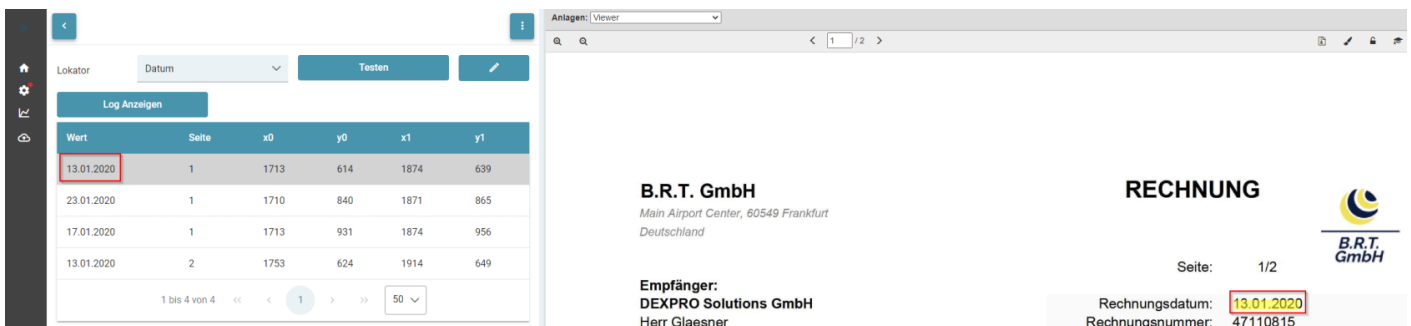 Lokator Datum Testen
Log Anzeigen
Wert Seite x0 y0 x1 y1
13.01.2020 1 1713 614 1874 639
23.01.2020 1 1710 840 1871 865
17.01.2020 1 1713 931 1874 956
13.01.2020 2 1753 624 1914 649
1 bis 4 von 4 « < 1 > » 50
Anlagen: Viewer
< 1 /2 >
B.R.T. GmbH
Main Airport Center, 60549 Frankfurt
Deutschland
RECHNUNG
B.R.T.
GmbH
Seite: 1/2
Empfänger:
DEXPRO Solutions GmbH
Herr Glaesner
Rechnungsdatum: 13.01.2020
Rechnungsnummer: 47110815